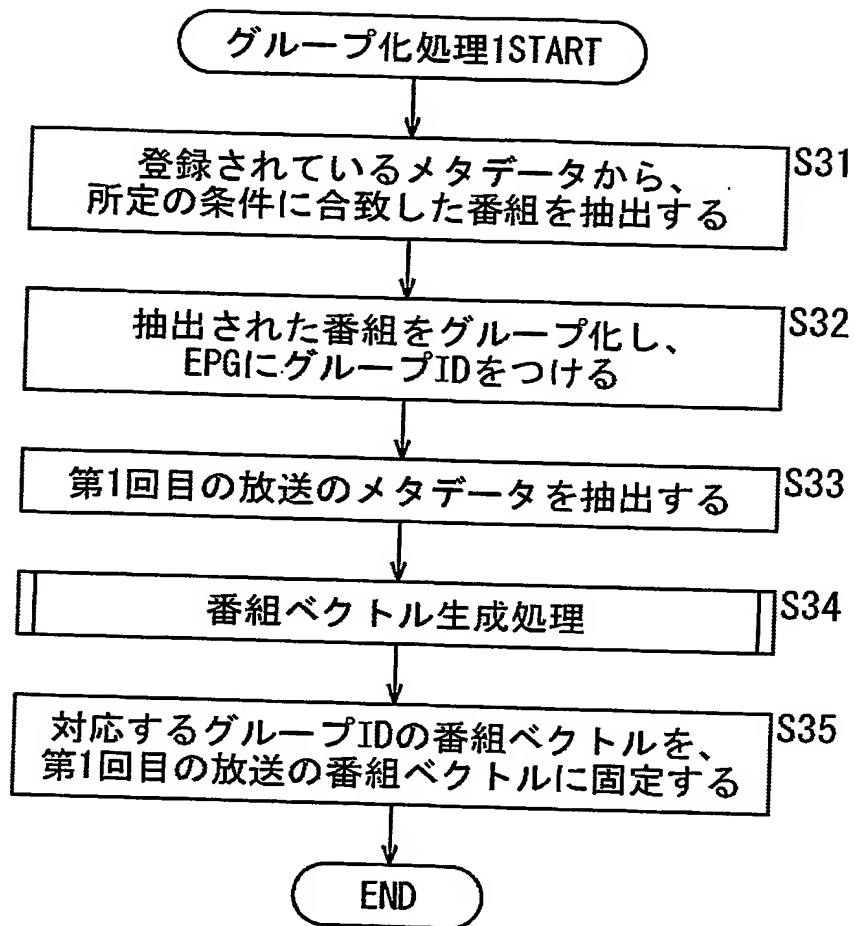 グループ化処理1START
登録されているメタデータから、
所定の条件に合致した番組を抽出する
S31
抽出された番組をグループ化し、
EPGにグループIDをつける
S32
第1回目の放送のメタデータを抽出する
S33
番組ベクトル生成処理
S34
対応するグループIDの番組ベクトルを、
第1回目の放送の番組ベクトルに固定する
S35
END